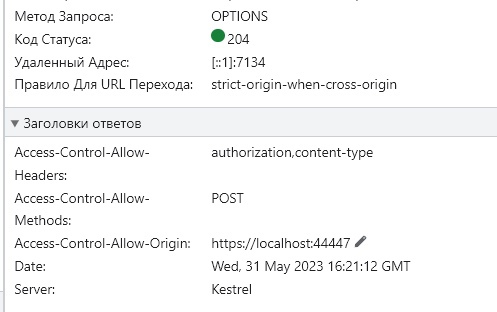 Метод Запроса: OPTIONS
Код Статуса: 204
Удаленный Адрес: [::1]:7134
Правило Для URL Перехода: strict-origin-when-cross-origin
Заголовки ответов
Access-Control-Allow- authorization,content-type
Headers:
Access-Control-Allow- POST
Methods:
Access-Control-Allow-Origin: https://localhost:44447
Date: Wed, 31 May 2023 16:21:12 GMT
Server: Kestrel